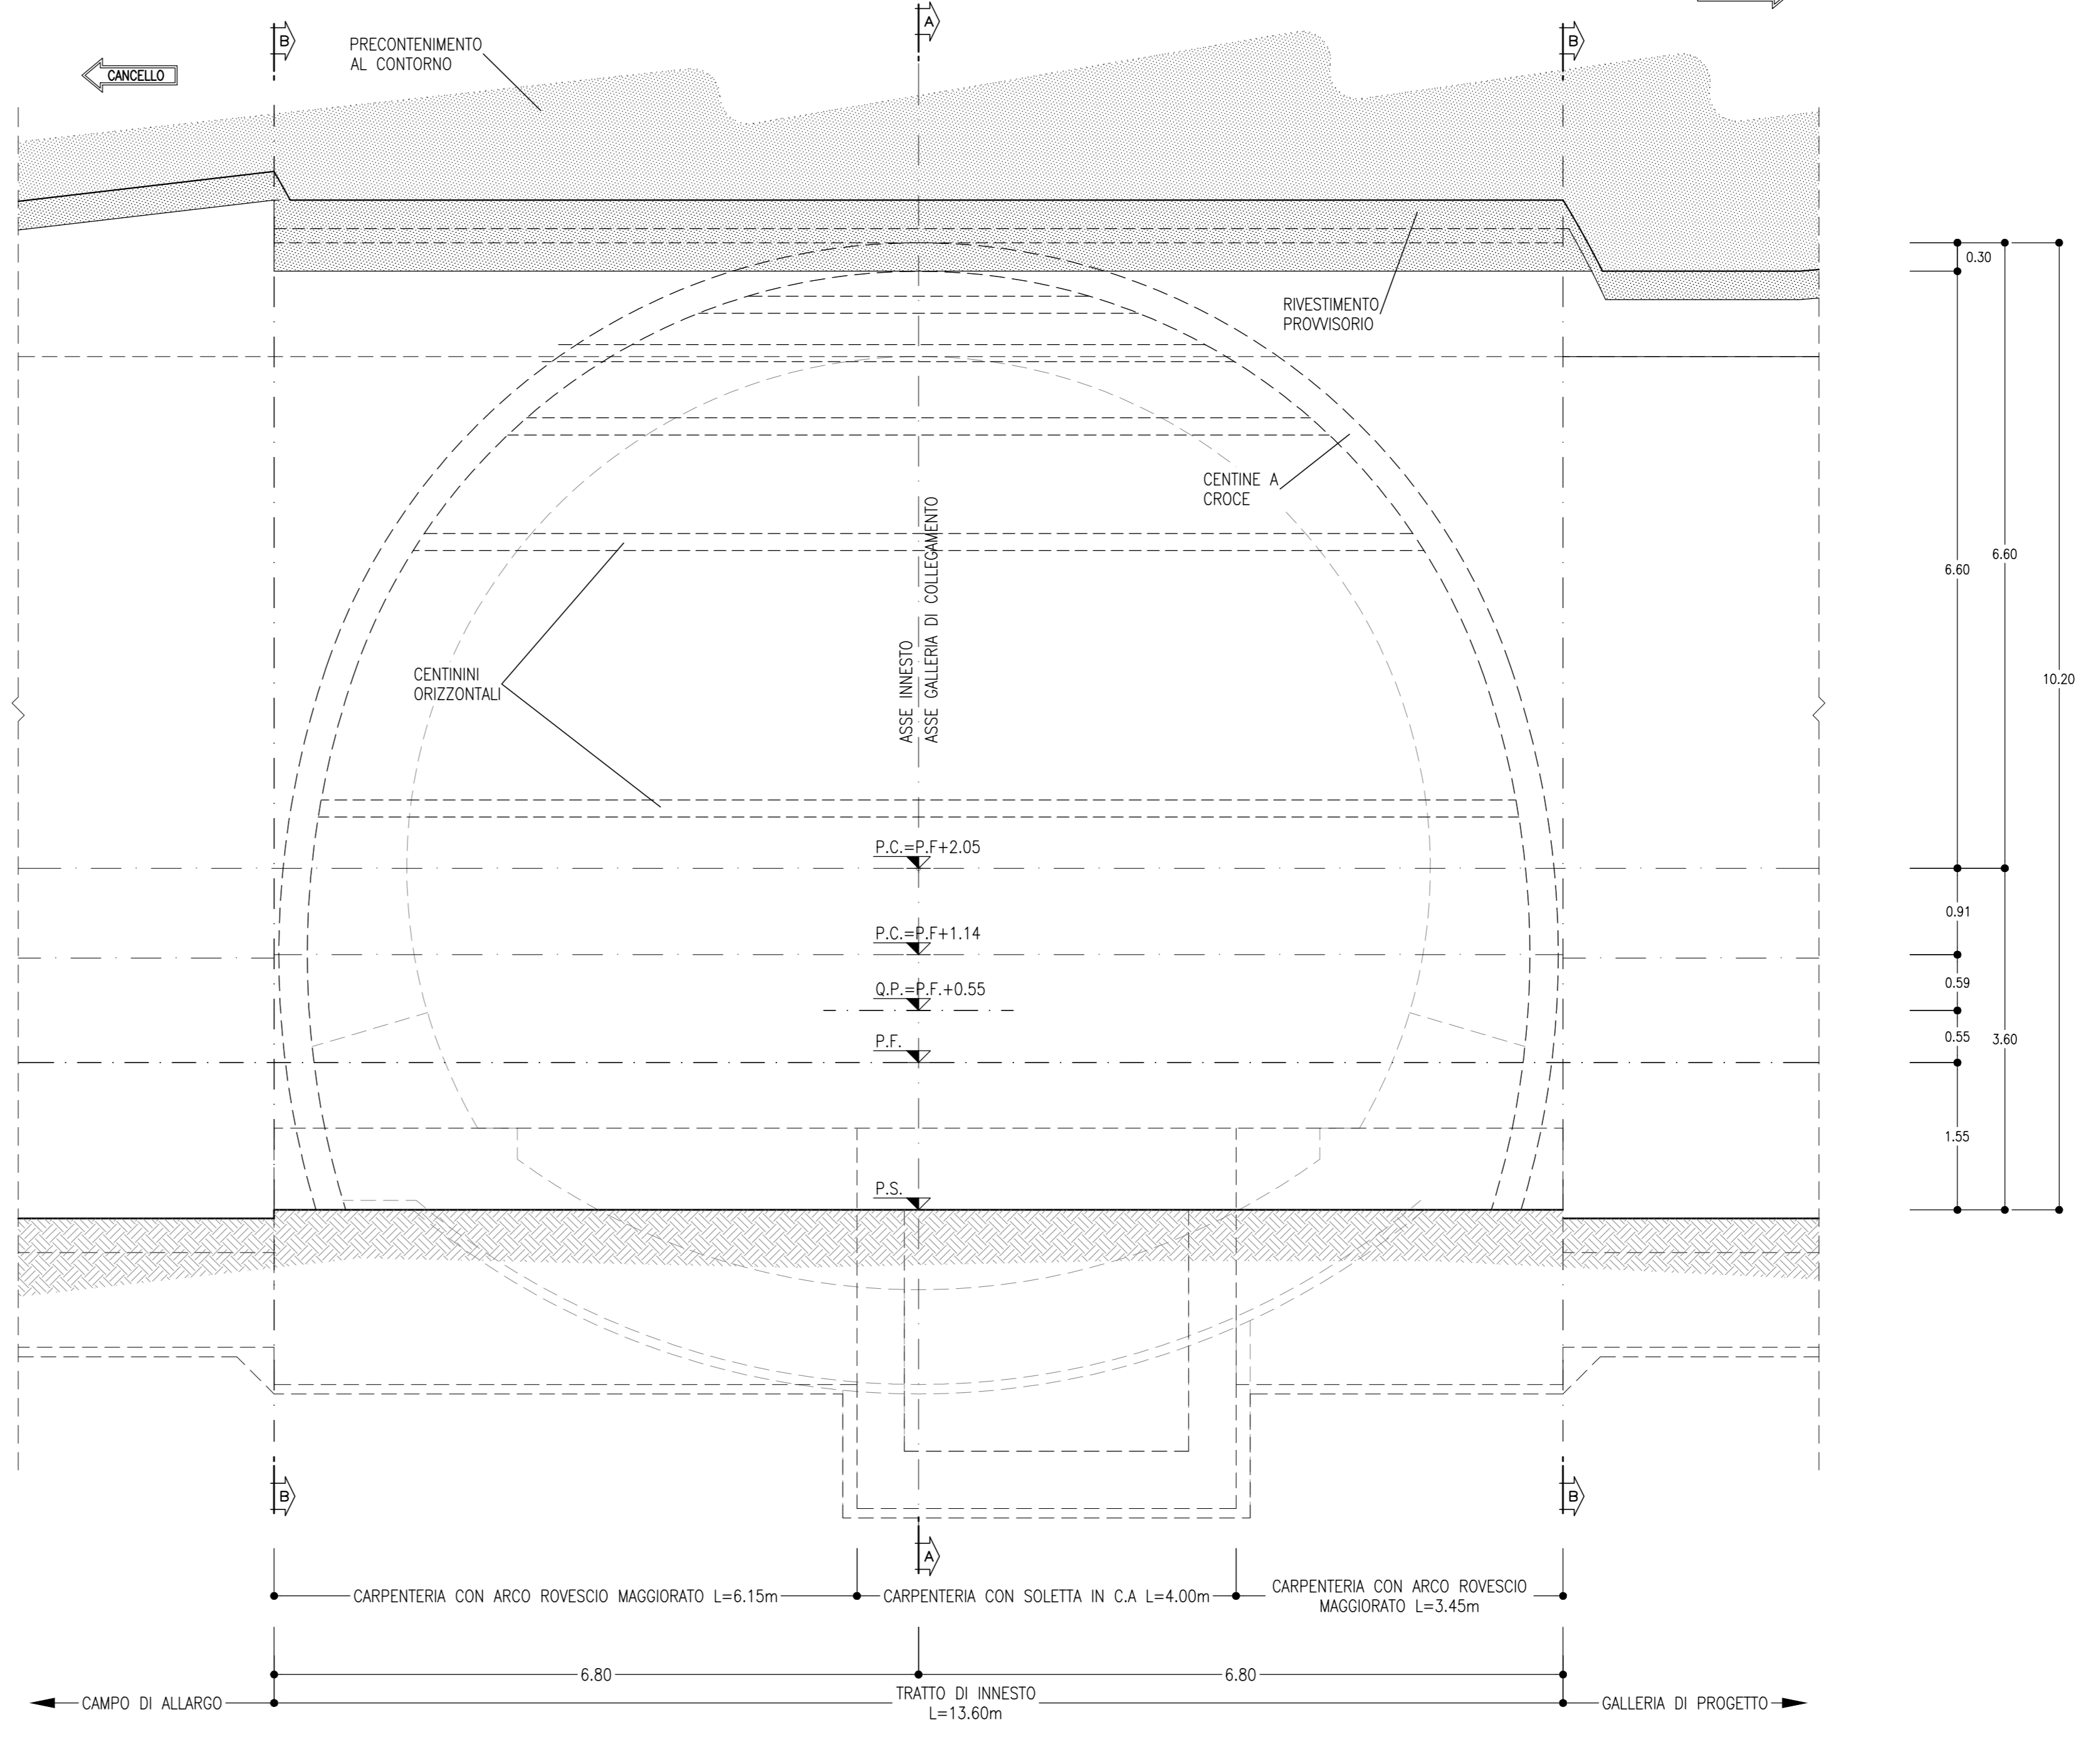 A
B
B
PRECONTENIMENTO
AL CONTORNO
CANCELLO
0.30
RIVESTIMENTO
PROVVISORIO
CENTINE A
CROCE
6.60
6.60
10.20
CENTININI
ORIZZONTALI
ASSE INNESTO
ASSE GALLERIA DI COLLEGAMENTO
P.C.=P.F+2.05
0.91
P.C.=P.F+1.14
0.59
Q.P.=P.F.+0.55
0.55
3.60
P.F.
1.55
P.S.
B
B
A
CARPENTERIA CON ARCO ROVESCIO MAGGIORATO L=6.15m
CARPENTERIA CON SOLETTA IN C.A L=4.00m
CARPENTERIA CON ARCO ROVESCIO
MAGGIORATO L=3.45m
6.80
6.80
CAMPO DI ALLARGO
TRATTO DI INNESTO
L=13.60m
GALLERIA DI PROGETTO